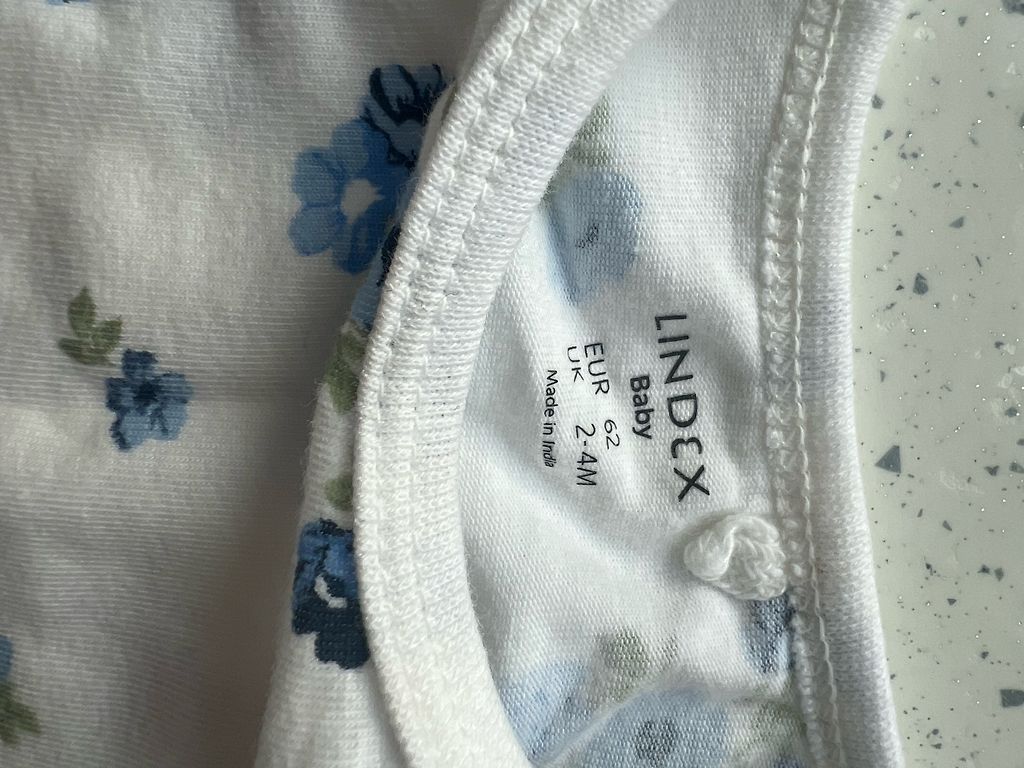 LINDEX
Baby
EUR 62
UK 2-4M
Made in India